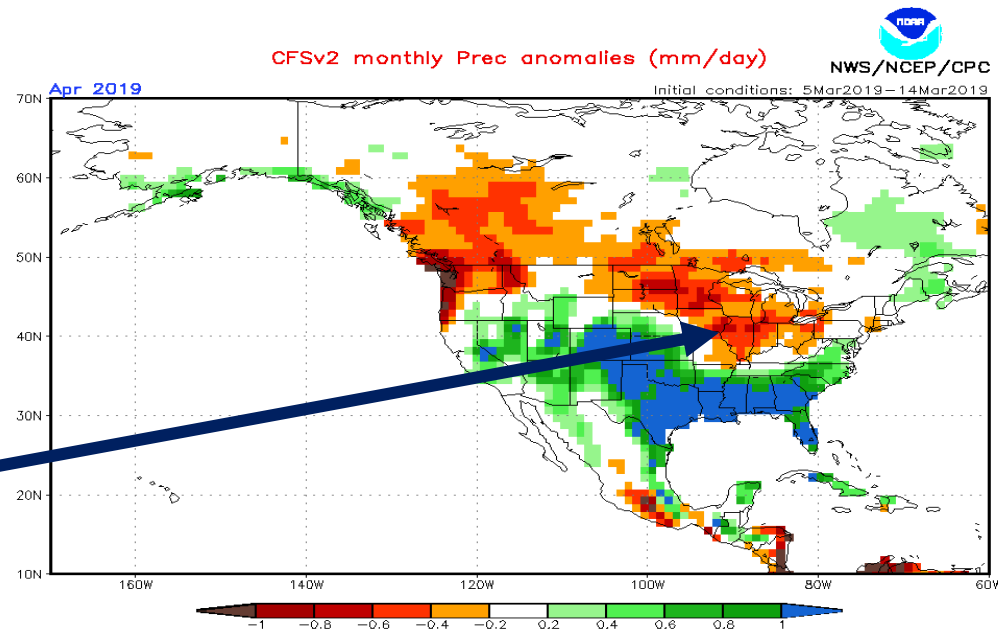 NOAA
CFSv2 monthly Prec anomalies (mm/day)
NWS/NCEP/CPC
Apr 2019
Initial conditions: 5Mar2019-14Mar2019
70N
60N
50N
40N
30N
20N
10N
160W 140W 120W 100W 80W 60W
-1 -0.8 -0.6 -0.4 -0.2 0.2 0.4 0.6 0.8 1